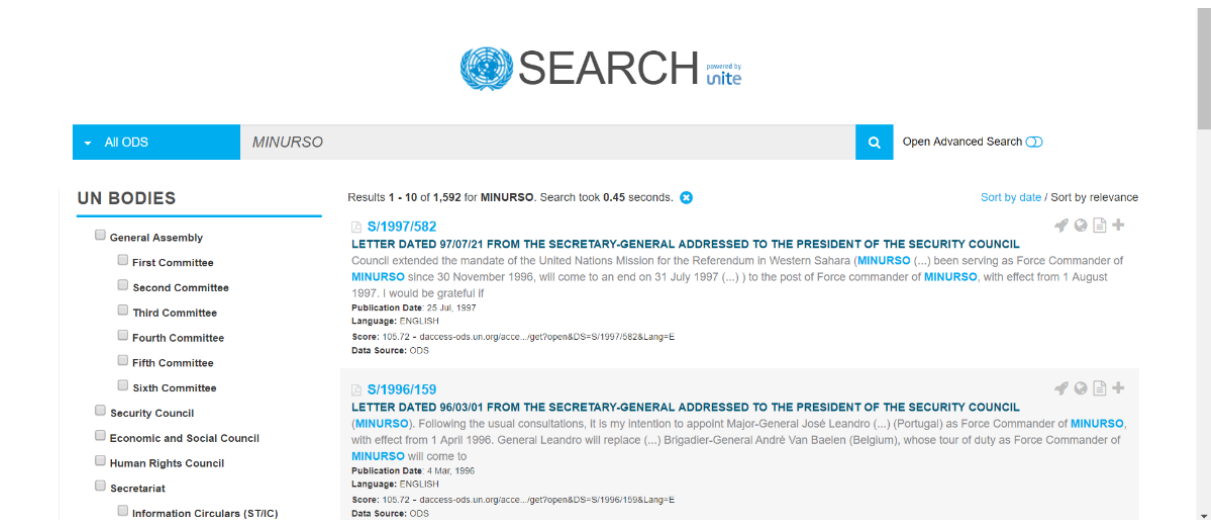 SEARCH powered by unite
All ODS MINURSO Open Advanced Search
UN BODIES
General Assembly
First Committee
Second Committee
Third Committee
Fourth Committee
Fifth Committee
Sixth Committee
Security Council
Economic and Social Council
Human Rights Council
Secretariat
Information Circulars (ST/IC)
Results 1 - 10 of 1,592 for MINURSO. Search took 0.45 seconds.
Sort by date / Sort by relevance
S/1997/582
LETTER DATED 97/07/21 FROM THE SECRETARY-GENERAL ADDRESSED TO THE PRESIDENT OF THE SECURITY COUNCIL
Council extended the mandate of the United Nations Mission for the Referendum in Western Sahara (MINURSO (...) been serving as Force Commander of
MINURSO since 30 November 1996, will come to an end on 31 July 1997 (...) ) to the post of Force commander of MINURSO, with effect from 1 August
1997. I would be grateful if
Publication Date: 25 Jul, 1997
Language: ENGLISH
Score: 105.72 - daccess-ods.un.org/acce.../get?open&DS=S/1997/582&Lang=E
Data Source: ODS
S/1996/159
LETTER DATED 96/03/01 FROM THE SECRETARY-GENERAL ADDRESSED TO THE PRESIDENT OF THE SECURITY COUNCIL
(MINURSO). Following the usual consultations, it is my intention to appoint Major-General José Leandro (...) (Portugal) as Force Commander of MINURSO,
with effect from 1 April 1996. General Leandro will replace (...) Brigadier-General André Van Baelen (Belgium), whose tour of duty as Force Commander of
MINURSO will come to
Publication Date: 4 Mar, 1996
Language: ENGLISH
Score: 105.72 - daccess-ods.un.org/acce.../get?open&DS=S/1996/159&Lang=E
Data Source: ODS